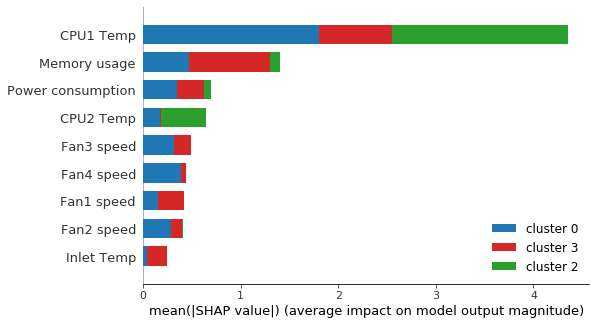 CPU1 Temp
Memory usage
Power consumption
CPU2 Temp
Fan3 speed
Fan4 speed
Fan1 speed
Fan2 speed
Inlet Temp
cluster 0
cluster 3
cluster 2
0 1 2 3 4
mean(|SHAP value|) (average impact on model output magnitude)